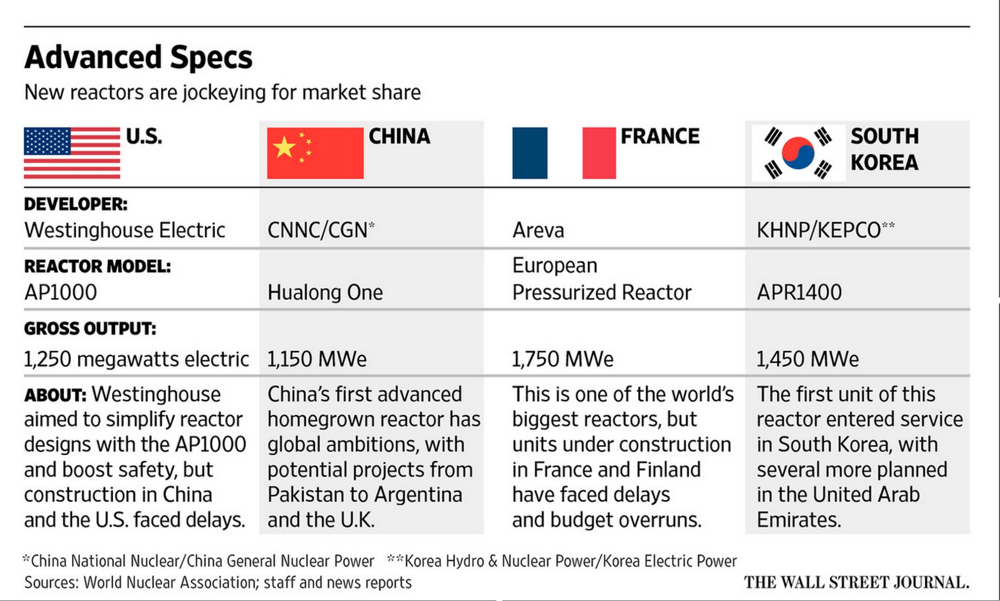 Advanced Specs
New reactors are jockeying for market share
U.S.
CHINA
FRANCE
SOUTH
KOREA
DEVELOPER:
Westinghouse Electric
CNNC/CGN*
Areva
KHNP/KEPCO**
REACTOR MODEL:
AP1000
Hualong One
European
Pressurized Reactor
APR1400
GROSS OUTPUT:
1,250 megawatts electric
1,150 MWe
1,750 MWe
1,450 MWe
ABOUT: Westinghouse
aimed to simplify reactor
designs with the AP1000
and boost safety, but
construction in China
and the U.S. faced delays.
China’s first advanced
homegrown reactor has
global ambitions, with
potential projects from
Pakistan to Argentina
and the U.K.
This is one of the world’s
biggest reactors, but
units under construction
in France and Finland
have faced delays
and budget overruns.
The first unit of this
reactor entered service
in South Korea, with
several more planned
in the United Arab
Emirates.
*China National Nuclear/China General Nuclear Power **Korea Hydro & Nuclear Power/Korea Electric Power
Sources: World Nuclear Association; staff and news reports
THE WALL STREET JOURNAL.